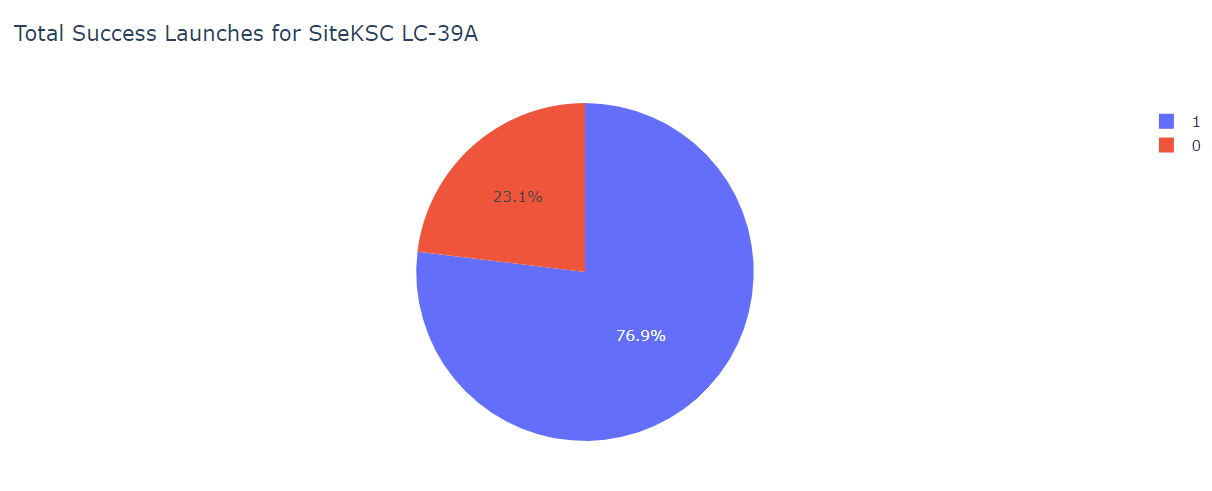 Total Success Launches for SiteKSC LC-39A
1
0
23.1%
76.9%